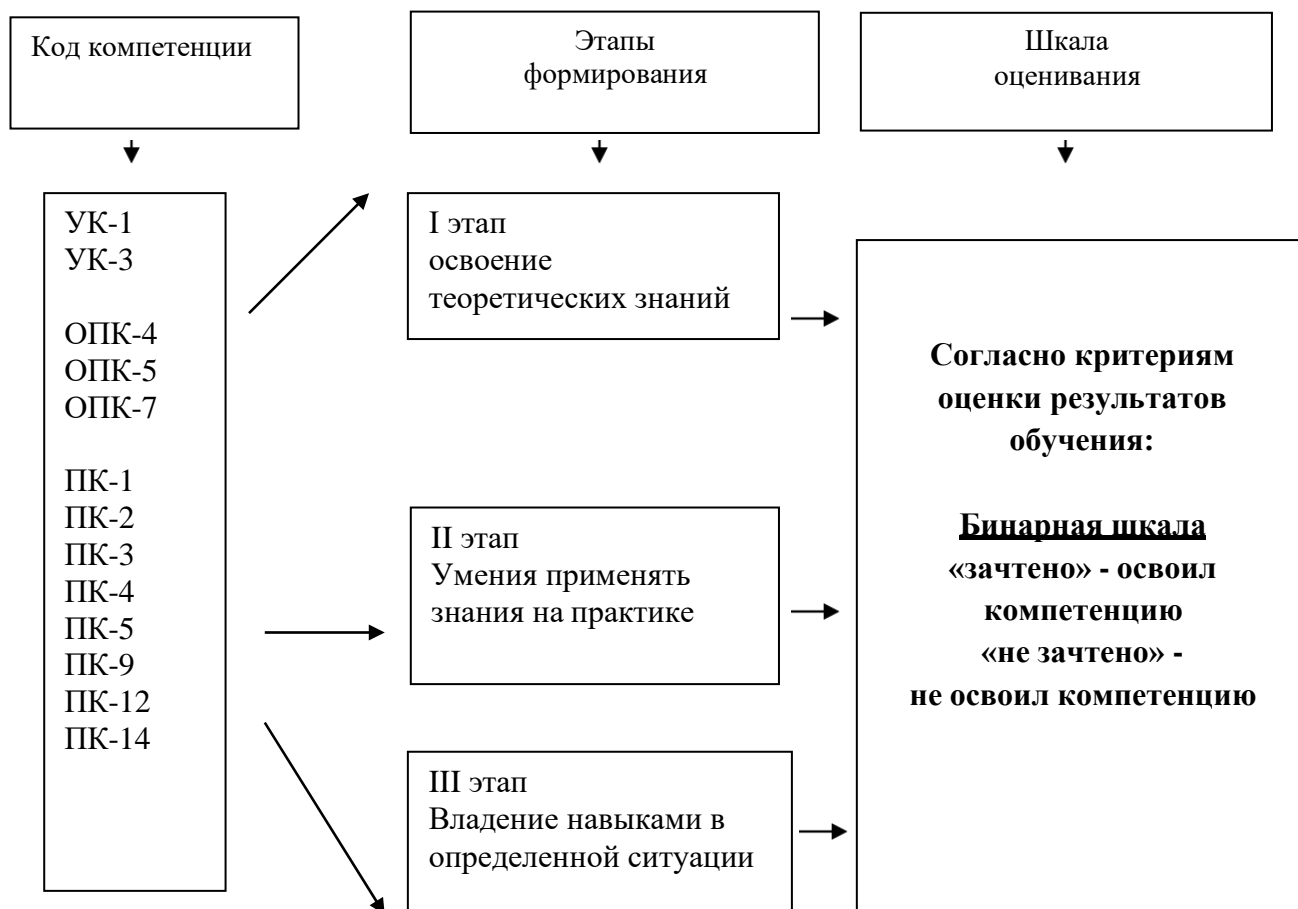 Код компетенции
Этапы
формирования
Шкала
оценивания
УК-1
УК-3
ОПК-4
ОПК-5
ОПК-7
ПК-1
ПК-2
ПК-3
ПК-4
ПК-5
ПК-9
ПК-12
ПК-14
I этап
освоение
теоретических знаний
II этап
Умения применять
знания на практике
III этап
Владение навыками в
определенной ситуации
Согласно критериям
оценки результатов
обучения:
Бинарная шкала
«зачтено» - освоил
компетенцию
«не зачтено» -
не освоил компетенцию